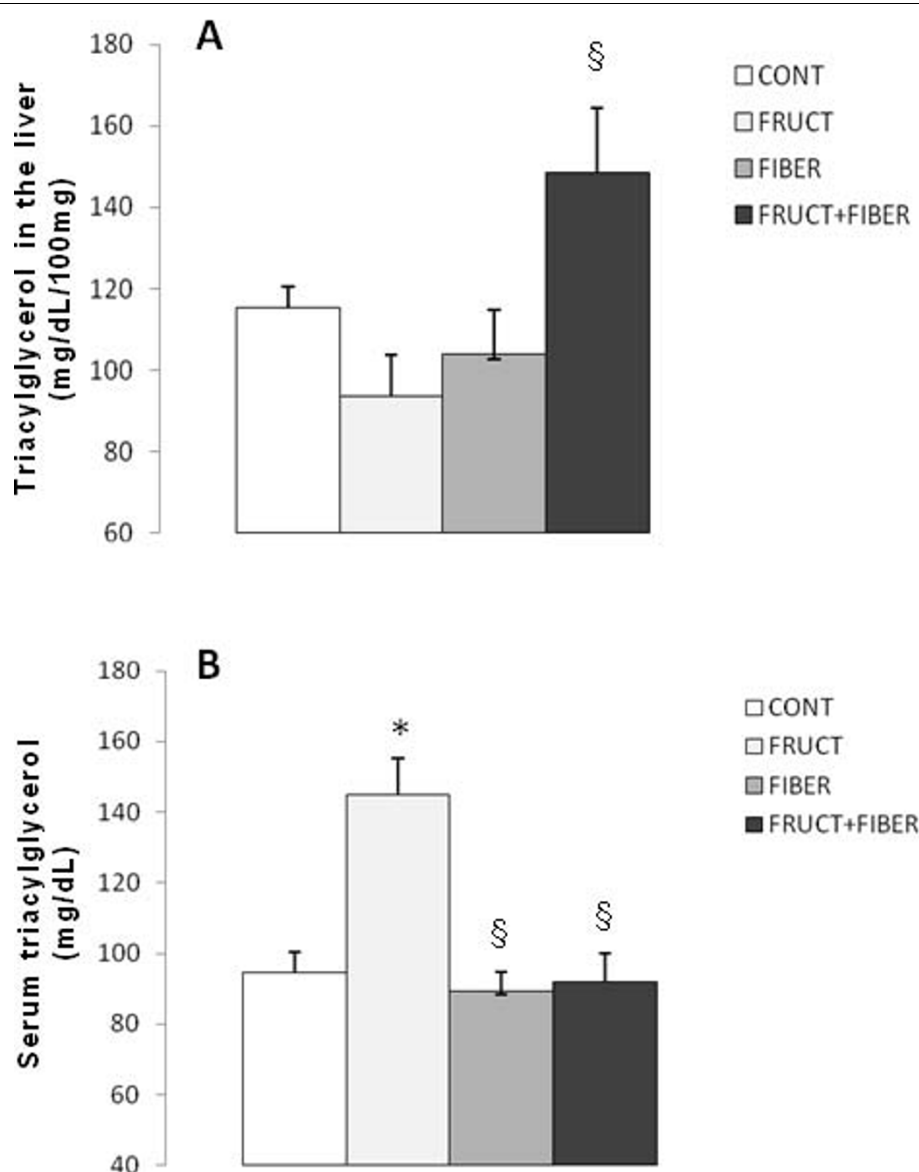 A
Triacylglycerol in the liver
(mg/dL/100mg)
180
160
140
120
100
80
60
§
CONT
FRUCT
FIBER
FRUCT+FIBER
B
Serum triacylglycerol
(mg/dL)
180
160
140
120
100
80
60
40
*
§
§
CONT
FRUCT
FIBER
FRUCT+FIBER